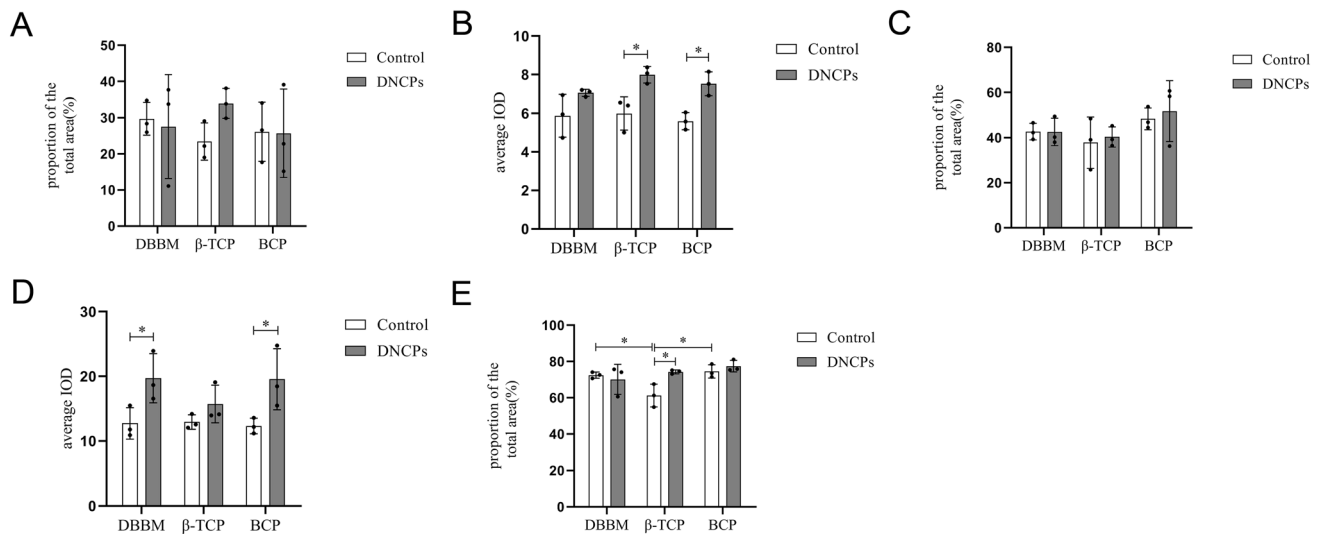 A
proportion of the
total area(%)
50
40
30
20
10
0
DBBM
β-TCP
BCP
Control
DNCPs
B
average IOD
10
8
6
4
2
0
*
*
DBBM
β-TCP
BCP
Control
DNCPs
C
proportion of the
total area(%)
80
60
40
20
0
DBBM
β-TCP
BCP
Control
DNCPs
D
average IOD
30
20
10
0
*
*
DBBM
β-TCP
BCP
Control
DNCPs
E
proportion of the
total area(%)
100
80
60
40
20
0
*
*
*
DBBM
β-TCP
BCP
Control
DNCPs